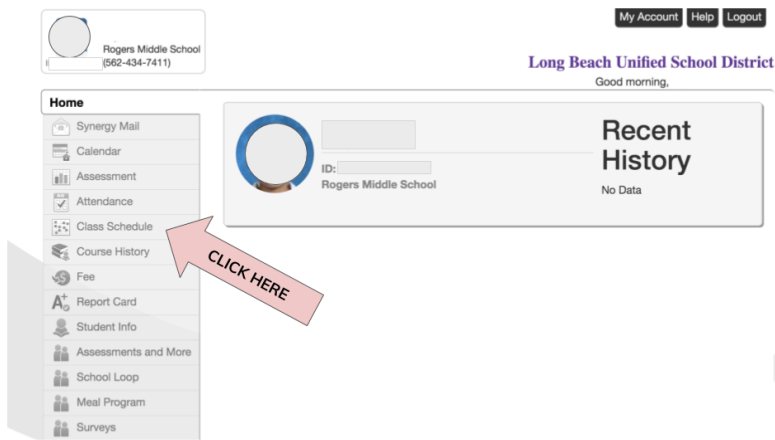 My Account Help Logout
Rogers Middle School
(562-434-7411)
Long Beach Unified School District
Good morning,
Home
Synergy Mail
Calendar
Assessment
Attendance
Class Schedule
Course History
Fee
Report Card
Student Info
Assessments and More
School Loop
Meal Program
Surveys
CLICK HERE
ID:
Rogers Middle School
Recent
History
No Data